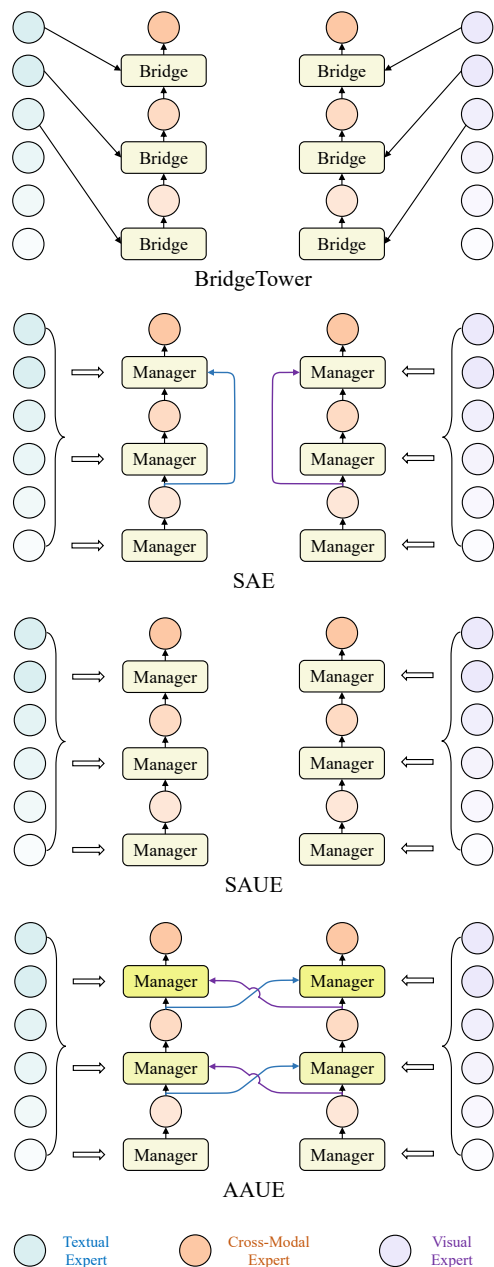 Bridge Bridge
Bridge Bridge
Bridge Bridge
BridgeTower
Manager Manager
Manager Manager
Manager Manager
SAE
Manager Manager
Manager Manager
Manager Manager
SAUE
Manager Manager
Manager Manager
Manager Manager
AAUE
Textual
Expert
Cross-Modal
Expert
Visual
Expert